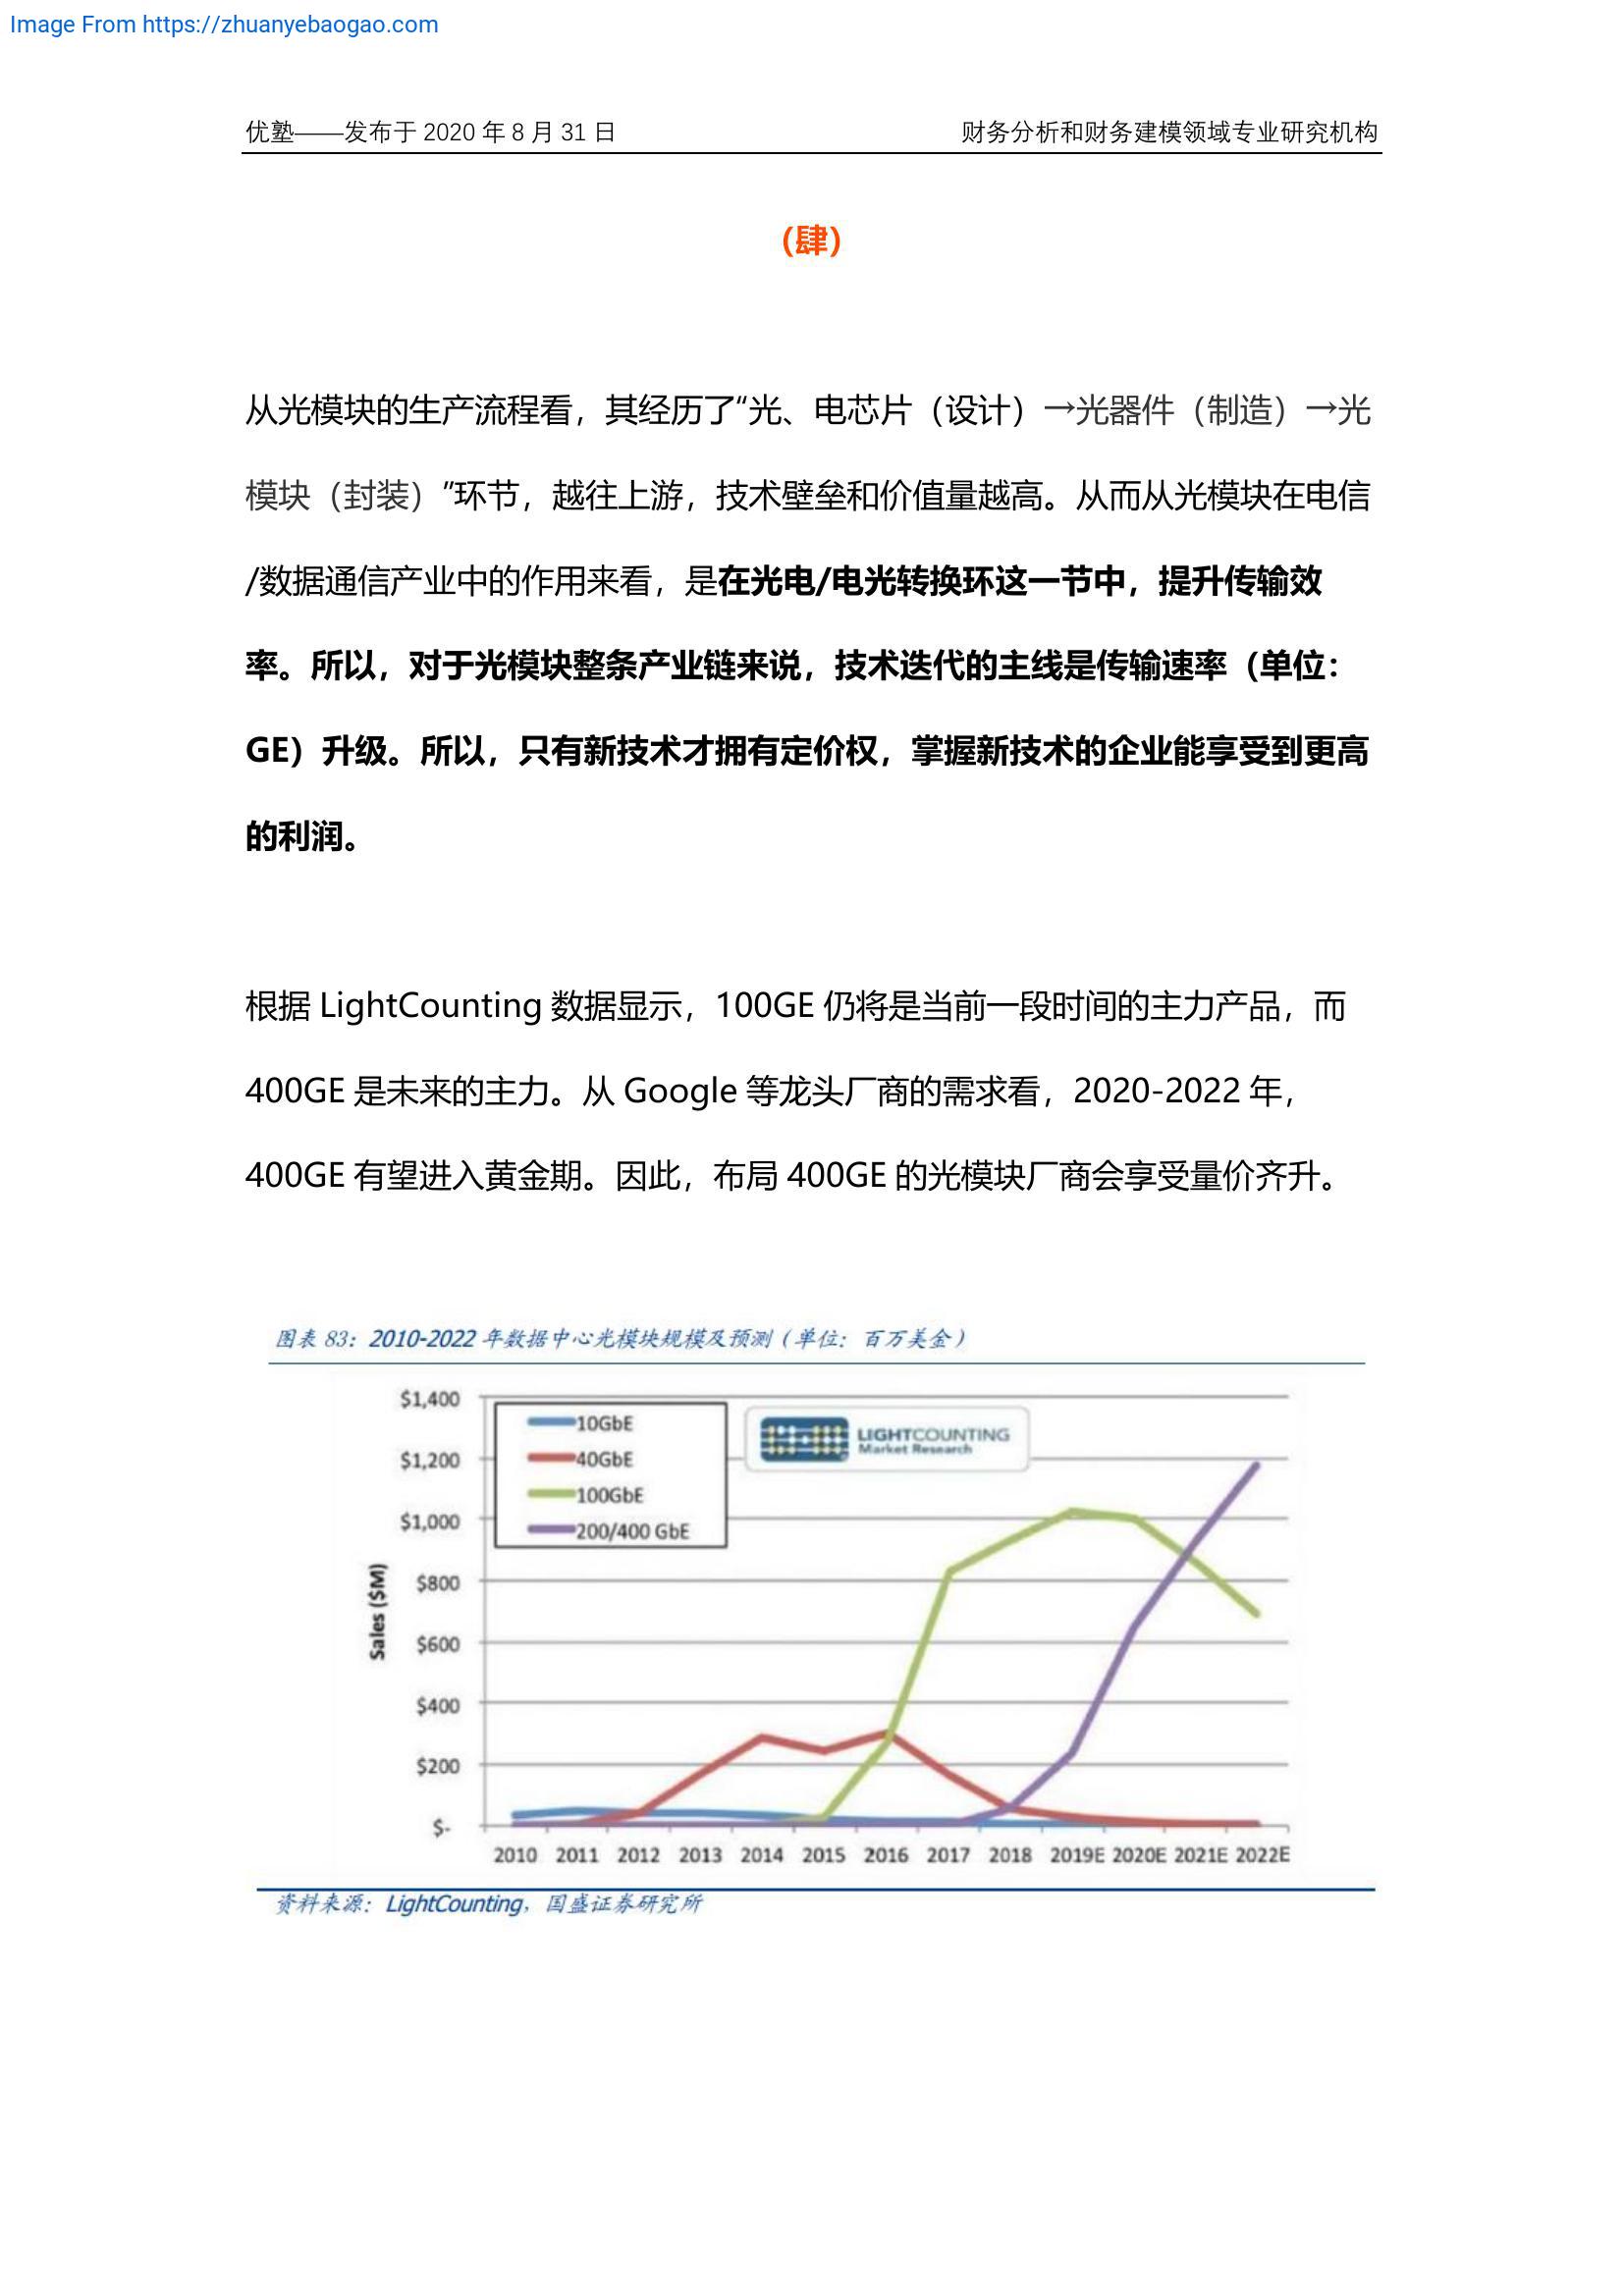 Image From https://zhuanyebaogao.com
优塾——发布于 2020 年 8 月 31 日 财务分析和财务建模领域专业研究机构
(肆)
从光模块的生产流程看，其经历了“光、电芯片（设计）→光器件（制造）→光
模块（封装）”环节，越往上游，技术壁垒和价值量越高。从而从光模块在电信
/数据通信产业中的作用来看，是在光电/电光转换环这一节中，提升传输效
率。所以，对于光模块整条产业链来说，技术迭代的主线是传输速率（单位：
GE）升级。所以，只有新技术才拥有定价权，掌握新技术的企业能享受到更高
的利润。
根据 LightCounting 数据显示，100GE 仍将是当前一段时间的主力产品，而
400GE 是未来的主力。从 Google 等龙头厂商的需求看，2020-2022 年，
400GE 有望进入黄金期。因此，布局 400GE 的光模块厂商会享受量价齐升。
图表 83：2010-2022 年数据中心光模块规模及预测（单位：百万美金）
$1,400
$1,200
$1,000
$800
$600
$400
$200
$-
Sales ($M)
10GbE
40GbE
100GbE
200/400 GbE
LIGHTCOUNTING
Market Research
2010 2011 2012 2013 2014 2015 2016 2017 2018 2019E 2020E 2021E 2022E
资料来源：LightCounting，国盛证券研究所